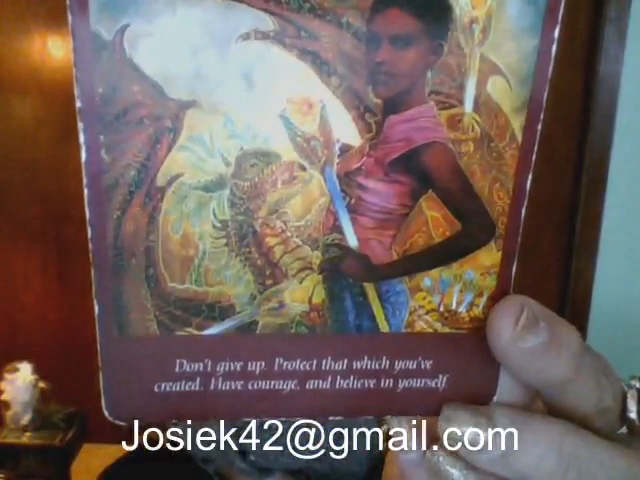 Don't give up. Protect that which you've
created. Have courage, and believe in yourself.
Josiek42@gmail.com